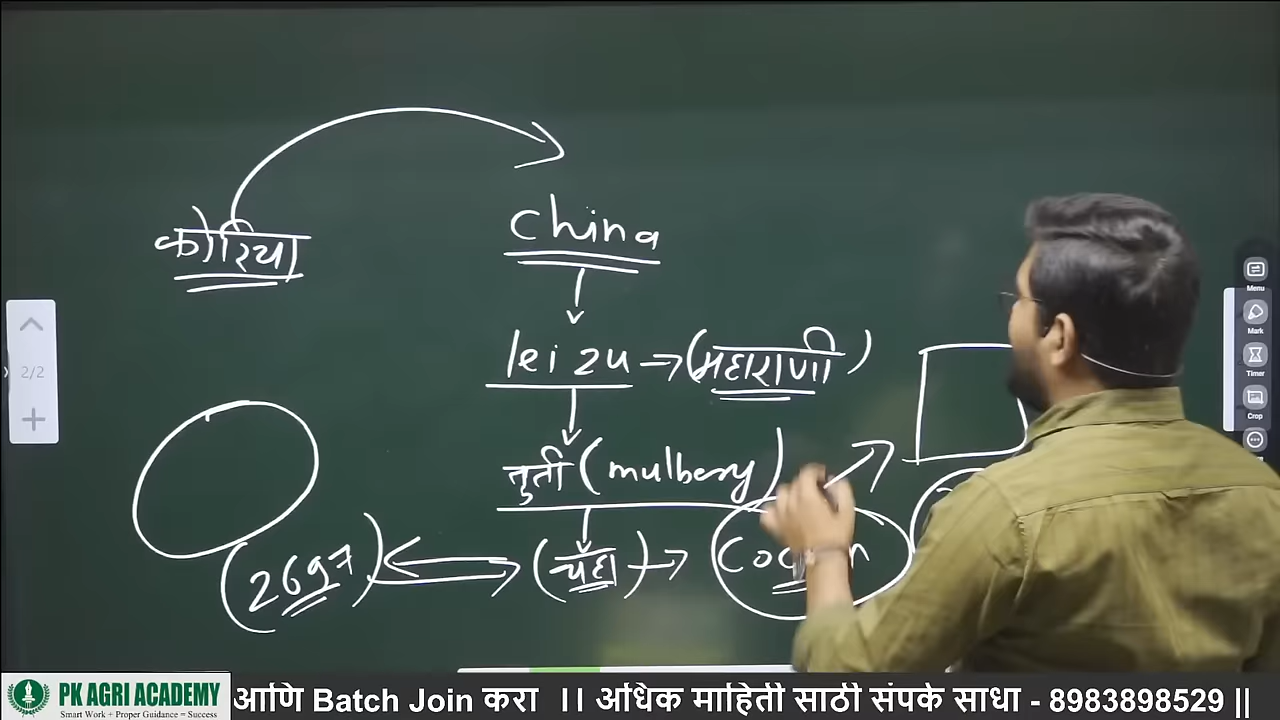 China
कोरिया
lei zu → (महाराणी)
तुती (mulberry)
(2697) ⟷ (चहा) →
2/2
Menu
Mark
Timer
Crop
PK AGRI ACADEMY
Smart Work + Proper Guidance = Success
आणि Batch Join करा ।। अधिक माहिती साठी संपर्क साधा - 8983898529 ||